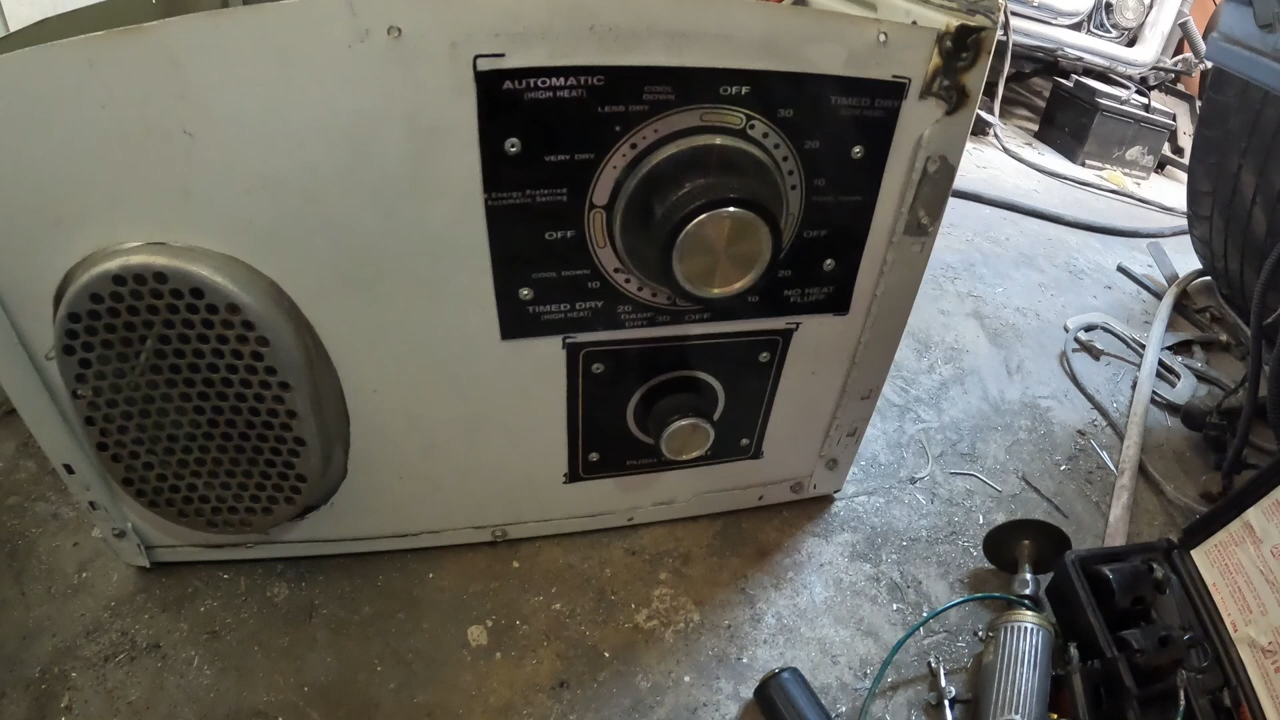 AUTOMATIC
(HIGH HEAT)
COOL
DOWN
LESS DRY
OFF
30
TIMED DRY
20
VERY DRY
10
Energy Preferred
Automatic Setting
OFF
OFF
COOL DOWN
10
20
TIMED DRY
(HIGH HEAT)
20
DAMP
DRY
30
OFF
10
NO HEAT
FLUFF
PUSH